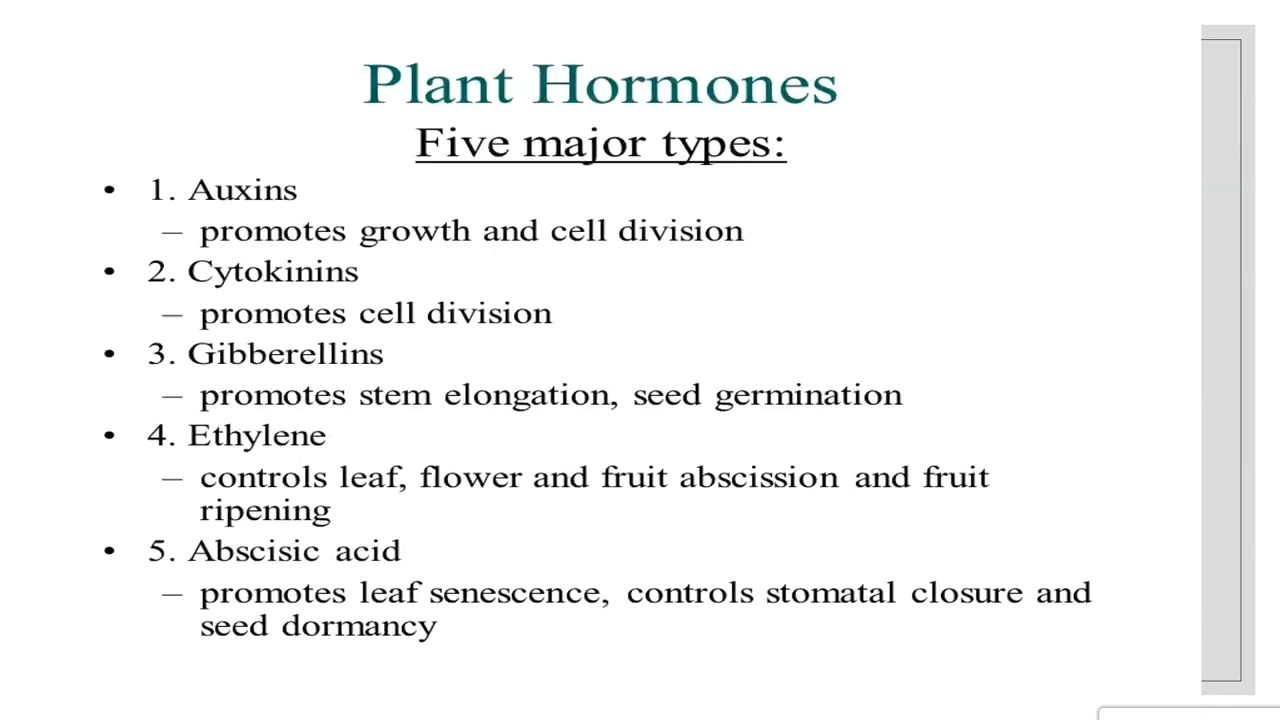 Plant Hormones
Five major types:
• 1. Auxins
– promotes growth and cell division
• 2. Cytokinins
– promotes cell division
• 3. Gibberellins
– promotes stem elongation, seed germination
• 4. Ethylene
– controls leaf, flower and fruit abscission and fruit
ripening
• 5. Abscisic acid
– promotes leaf senescence, controls stomatal closure and
seed dormancy